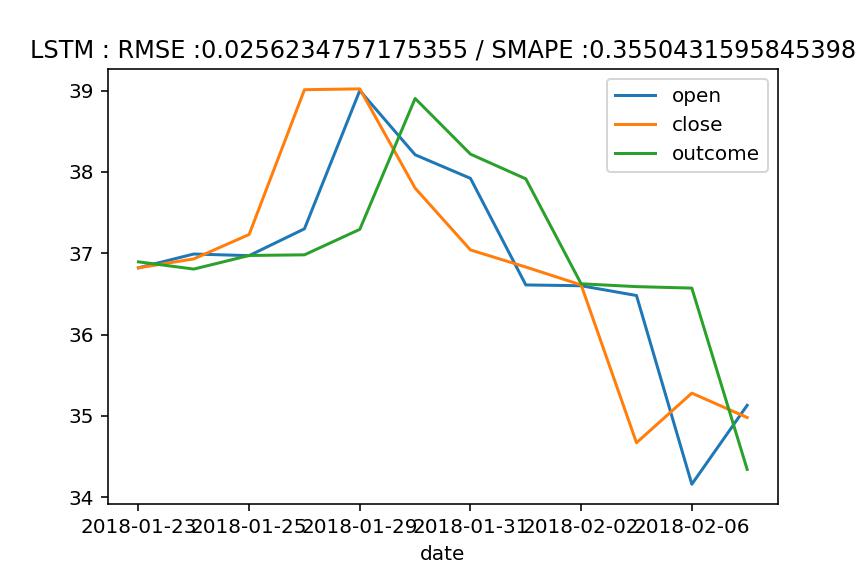 LSTM : RMSE :0.0256234757175355 / SMAPE :0.3550431595845398
open
close
outcome
39
38
37
36
35
34
2018-01-23 2018-01-25 2018-01-29 2018-01-31 2018-02-02 2018-02-06
date